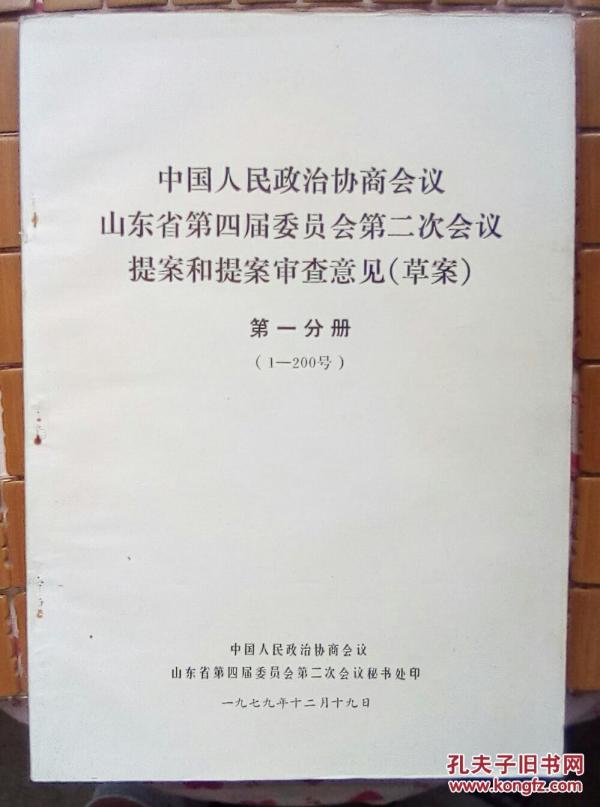 中国人民政治协商会议
山东省第四届委员会第二次会议
提案和提案审查意见(草案)
第一分册
(1—200号)
中国人民政治协商会议
山东省第四届委员会第二次会议秘书处印
一九七九年十二月十九日
孔夫子旧书网
www.kongfz.com